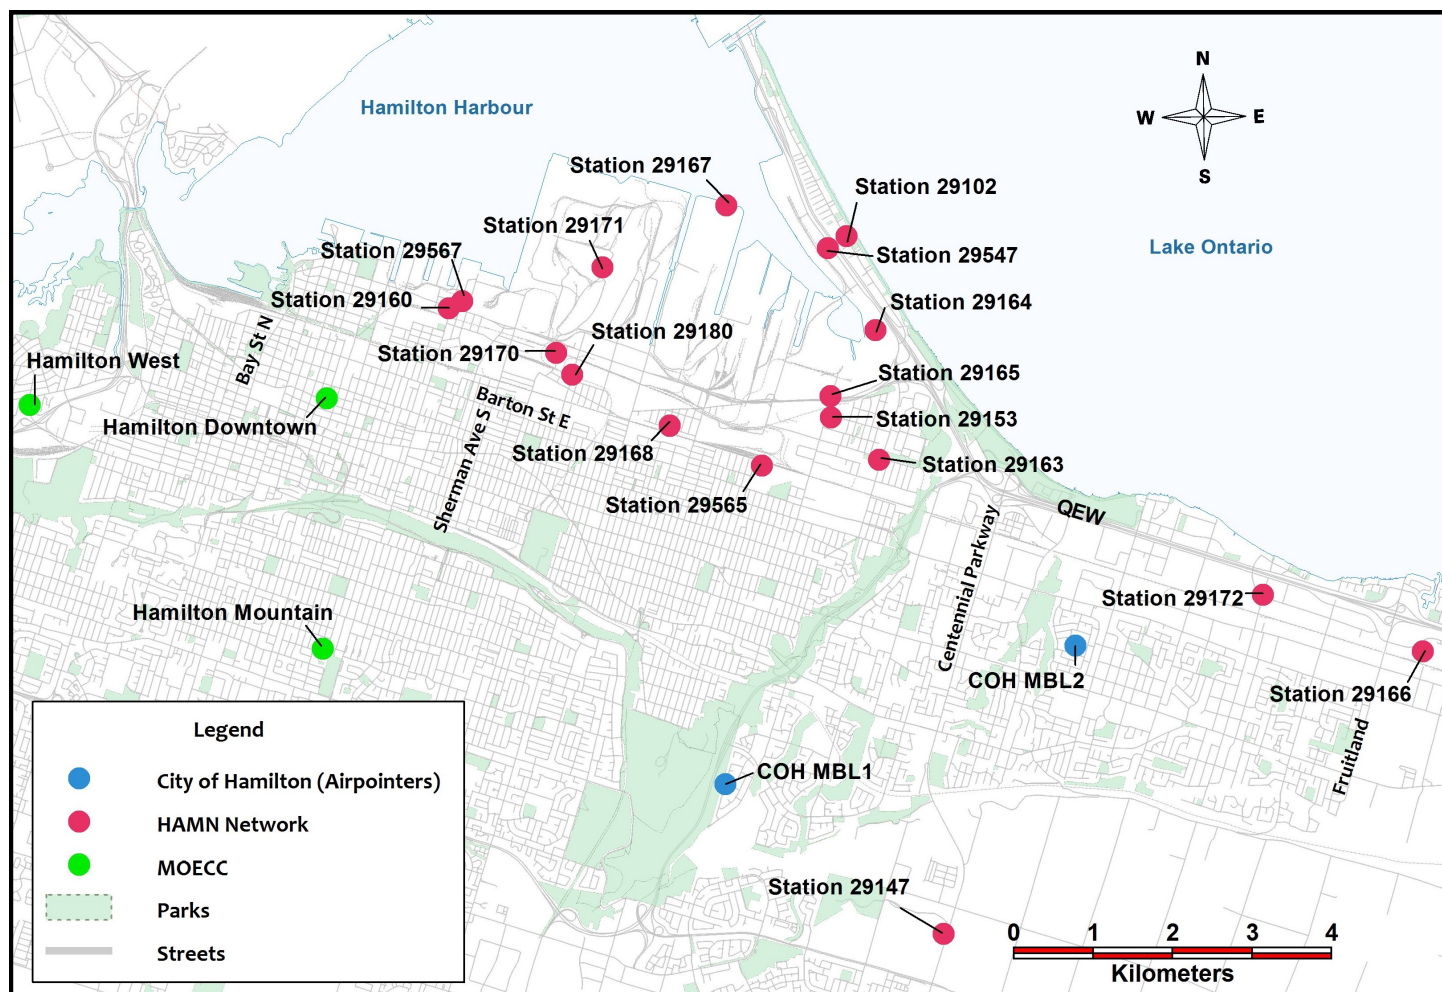 N
Hamilton Harbour
W
E
Station 29167
S
Station 29102
Station 29171
Station 29567
Lake Ontario
Station 29547
Station 29160
Station 29164
Station 29180
Bay St N
Station 29170
Hamilton West
Station 29165
Barton St E
Hamilton Downtown
Station 29153
Station 29168
Sherman Ave S
Station 29163
Station 29565
QEW
Centennial Parkway
Station 29172
Hamilton Mountain
COH MBL2
Station 29166
Legend
Fruitland
COH MBL1
City of Hamilton (Airpointers)
HAMN Network
MOECC
Station 29147
Parks
0 1 2 3 4
Streets
Kilometers